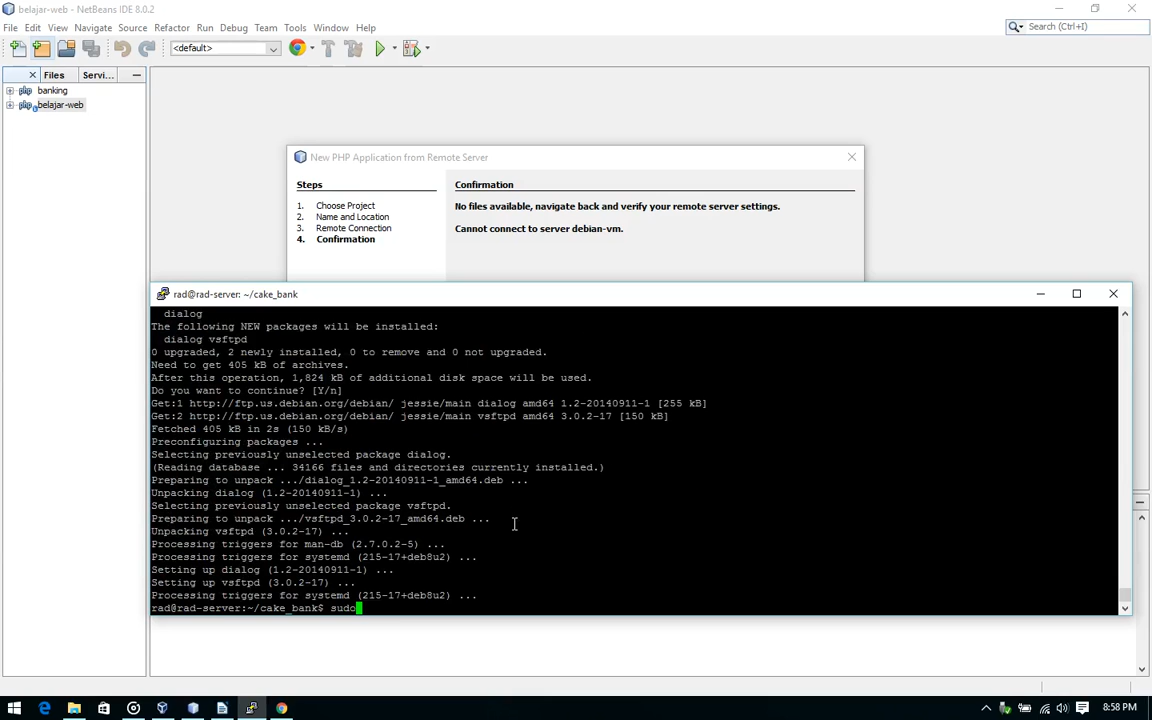 belajar-web - NetBeans IDE 8.0.2
File Edit View Navigate Source Refactor Run Debug Team Tools Window Help
Search (Ctrl+I)
<default>
Files Servi...
banking
belajar-web
New PHP Application from Remote Server
Steps
1. Choose Project
2. Name and Location
3. Remote Connection
4. Confirmation
Confirmation
No files available, navigate back and verify your remote server settings.
Cannot connect to server debian-vm.
rad@rad-server: ~/cake_bank
dialog
The following NEW packages will be installed:
dialog vsftpd
0 upgraded, 2 newly installed, 0 to remove and 0 not upgraded.
Need to get 405 kB of archives.
After this operation, 1,824 kB of additional disk space will be used.
Do you want to continue? [Y/n]
Get:1 http://ftp.us.debian.org/debian/ jessie/main dialog amd64 1.2-20140911-1 [255 kB]
Get:2 http://ftp.us.debian.org/debian/ jessie/main vsftpd amd64 3.0.2-17 [150 kB]
Fetched 405 kB in 2s (150 kB/s)
Preconfiguring packages ...
Selecting previously unselected package dialog.
(Reading database ... 34166 files and directories currently installed.)
Preparing to unpack .../dialog_1.2-20140911-1_amd64.deb ...
Unpacking dialog (1.2-20140911-1) ...
Selecting previously unselected package vsftpd.
Preparing to unpack .../vsftpd_3.0.2-17_amd64.deb ...
Unpacking vsftpd (3.0.2-17) ...
Processing triggers for man-db (2.7.0.2-5) ...
Processing triggers for systemd (215-17+deb8u2) ...
Setting up dialog (1.2-20140911-1) ...
Setting up vsftpd (3.0.2-17) ...
Processing triggers for systemd (215-17+deb8u2) ...
rad@rad-server:~/cake_bank$ sudo
8:58 PM